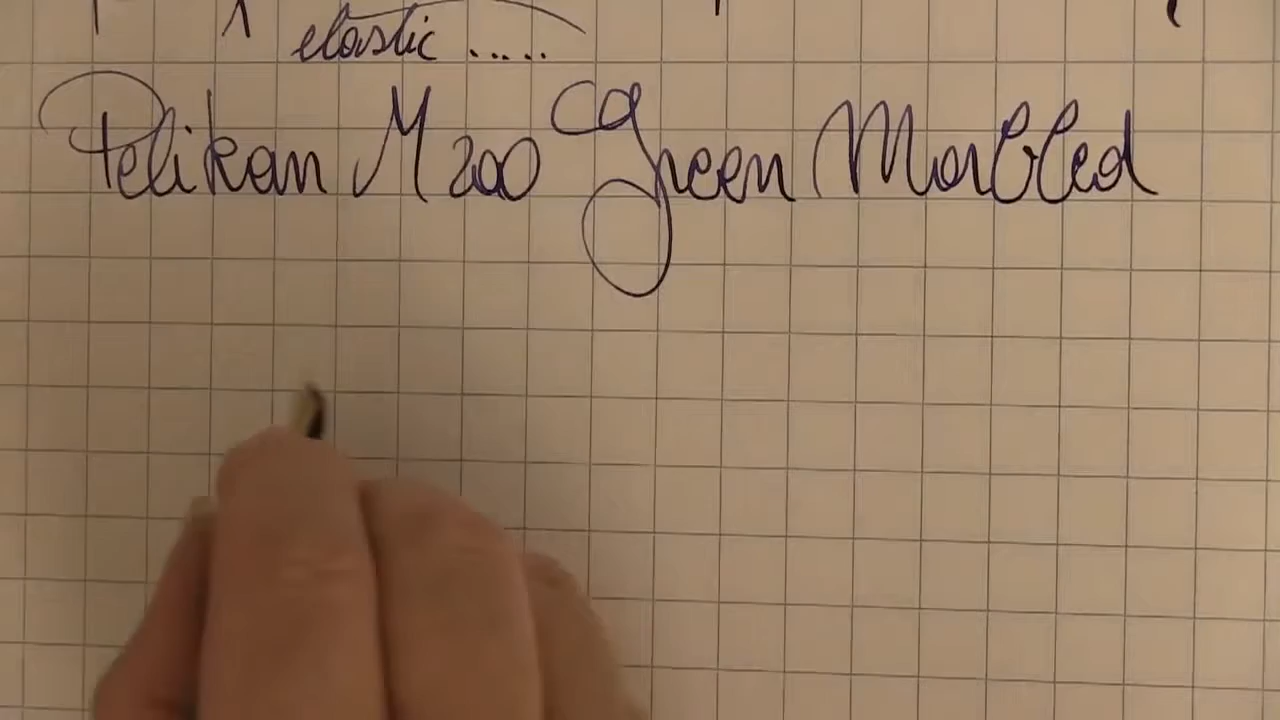 elastic .....
Pelikan M200 Green Marbled